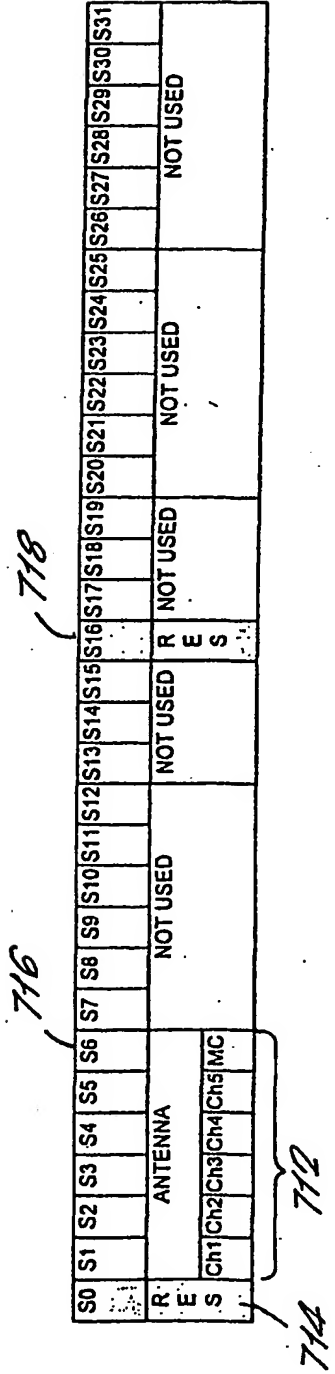 718
716
S0 S1 S2 S3 S4 S5 S6 S7 S8 S9 S10 S11 S12 S13 S14 S15 S16 S17 S18 S19 S20 S21 S22 S23 S24 S25 S26 S27 S28 S29 S30 S31
RES ANTENNA NOT USED NOT USED RES NOT USED NOT USED NOT USED
Ch1 Ch2 Ch3 Ch4 Ch5 MC
714
712